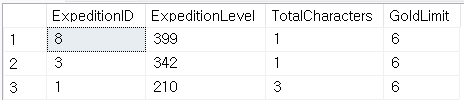 ExpeditionID ExpeditionLevel TotalCharacters GoldLimit
1 8 399 1 6
2 3 342 1 6
3 1 210 3 6